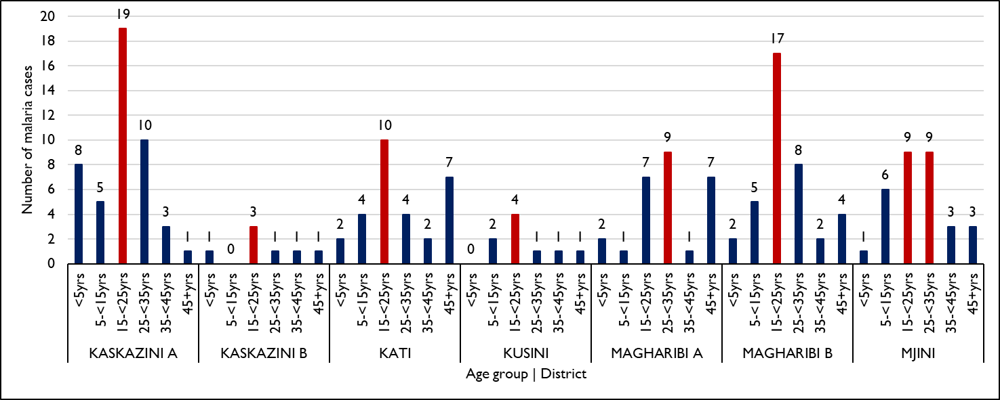 Number of malaria cases
20
18
16
14
12
10
8
6
4
2
0
8 5 19 10 3 1 1 0 3 1 1 1 2 4 10 4 2 7 0 2 4 1 1 1 2 1 7 9 1 7 2 5 17 8 2 4 1 6 9 9 3 3
<5yrs 5-<15yrs 15-<25yrs 25-<35yrs 35-<45yrs 45+yrs <5yrs 5-<15yrs 15-<25yrs 25-<35yrs 35-<45yrs 45+yrs <5yrs 5-<15yrs 15-<25yrs 25-<35yrs 35-<45yrs 45+yrs <5yrs 5-<15yrs 15-<25yrs 25-<35yrs 35-<45yrs 45+yrs <5yrs 5-<15yrs 15-<25yrs 25-<35yrs 35-<45yrs 45+yrs <5yrs 5-<15yrs 15-<25yrs 25-<35yrs 35-<45yrs 45+yrs <5yrs 5-<15yrs 15-<25yrs 25-<35yrs 35-<45yrs 45+yrs
KASKAZINI A KASKAZINI B KATI KUSINI MAGHARIBI A MAGHARIBI B MJINI
Age group | District